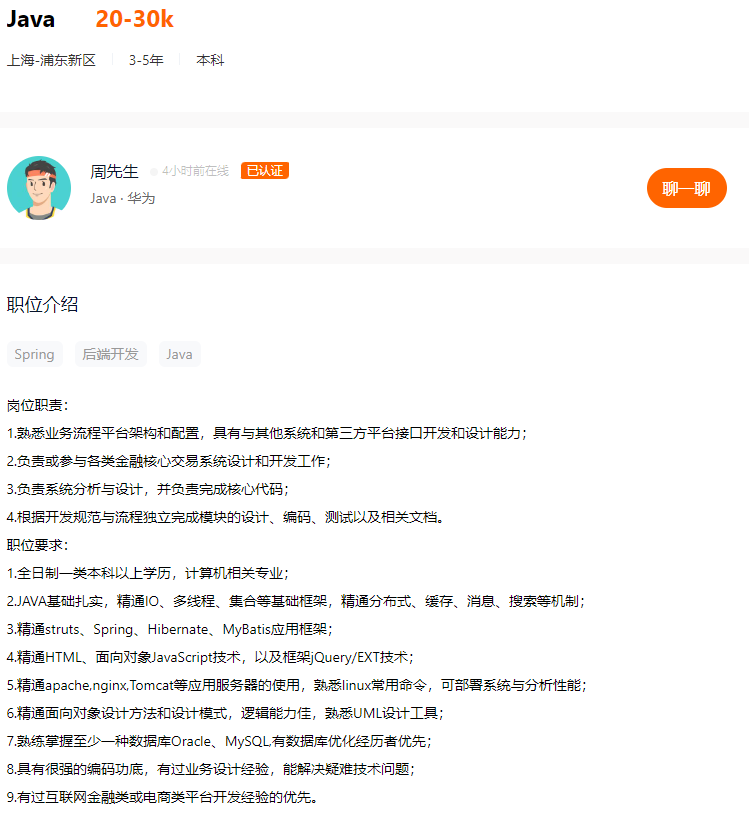 Java 20-30k
上海-浦东新区 3-5年 本科
周先生 4小时前在线 已认证
Java · 华为
聊一聊
职位介绍
Spring 后端开发 Java
岗位职责：
1.熟悉业务流程平台架构和配置，具有与其他系统和第三方平台接口开发和设计能力；
2.负责或参与各类金融核心交易系统设计和开发工作；
3.负责系统分析与设计，并负责完成核心代码；
4.根据开发规范与流程独立完成模块的设计、编码、测试以及相关文档。
职位要求：
1.全日制一类本科以上学历，计算机相关专业；
2.JAVA基础扎实，精通IO、多线程、集合等基础框架，精通分布式、缓存、消息、搜索等机制；
3.精通struts、Spring、Hibernate、MyBatis应用框架；
4.精通HTML、面向对象JavaScript技术，以及框架jQuery/EXT技术；
5.精通apache,nginx,Tomcat等应用服务器的使用，熟悉linux常用命令，可部署系统与分析性能；
6.精通面向对象设计方法和设计模式，逻辑能力佳，熟悉UML设计工具；
7.熟练掌握至少一种数据库Oracle、MySQL,有数据库优化经历者优先；
8.具有很强的编码功底，有过业务设计经验，能解决疑难技术问题；
9.有过互联网金融类或电商类平台开发经验的优先。